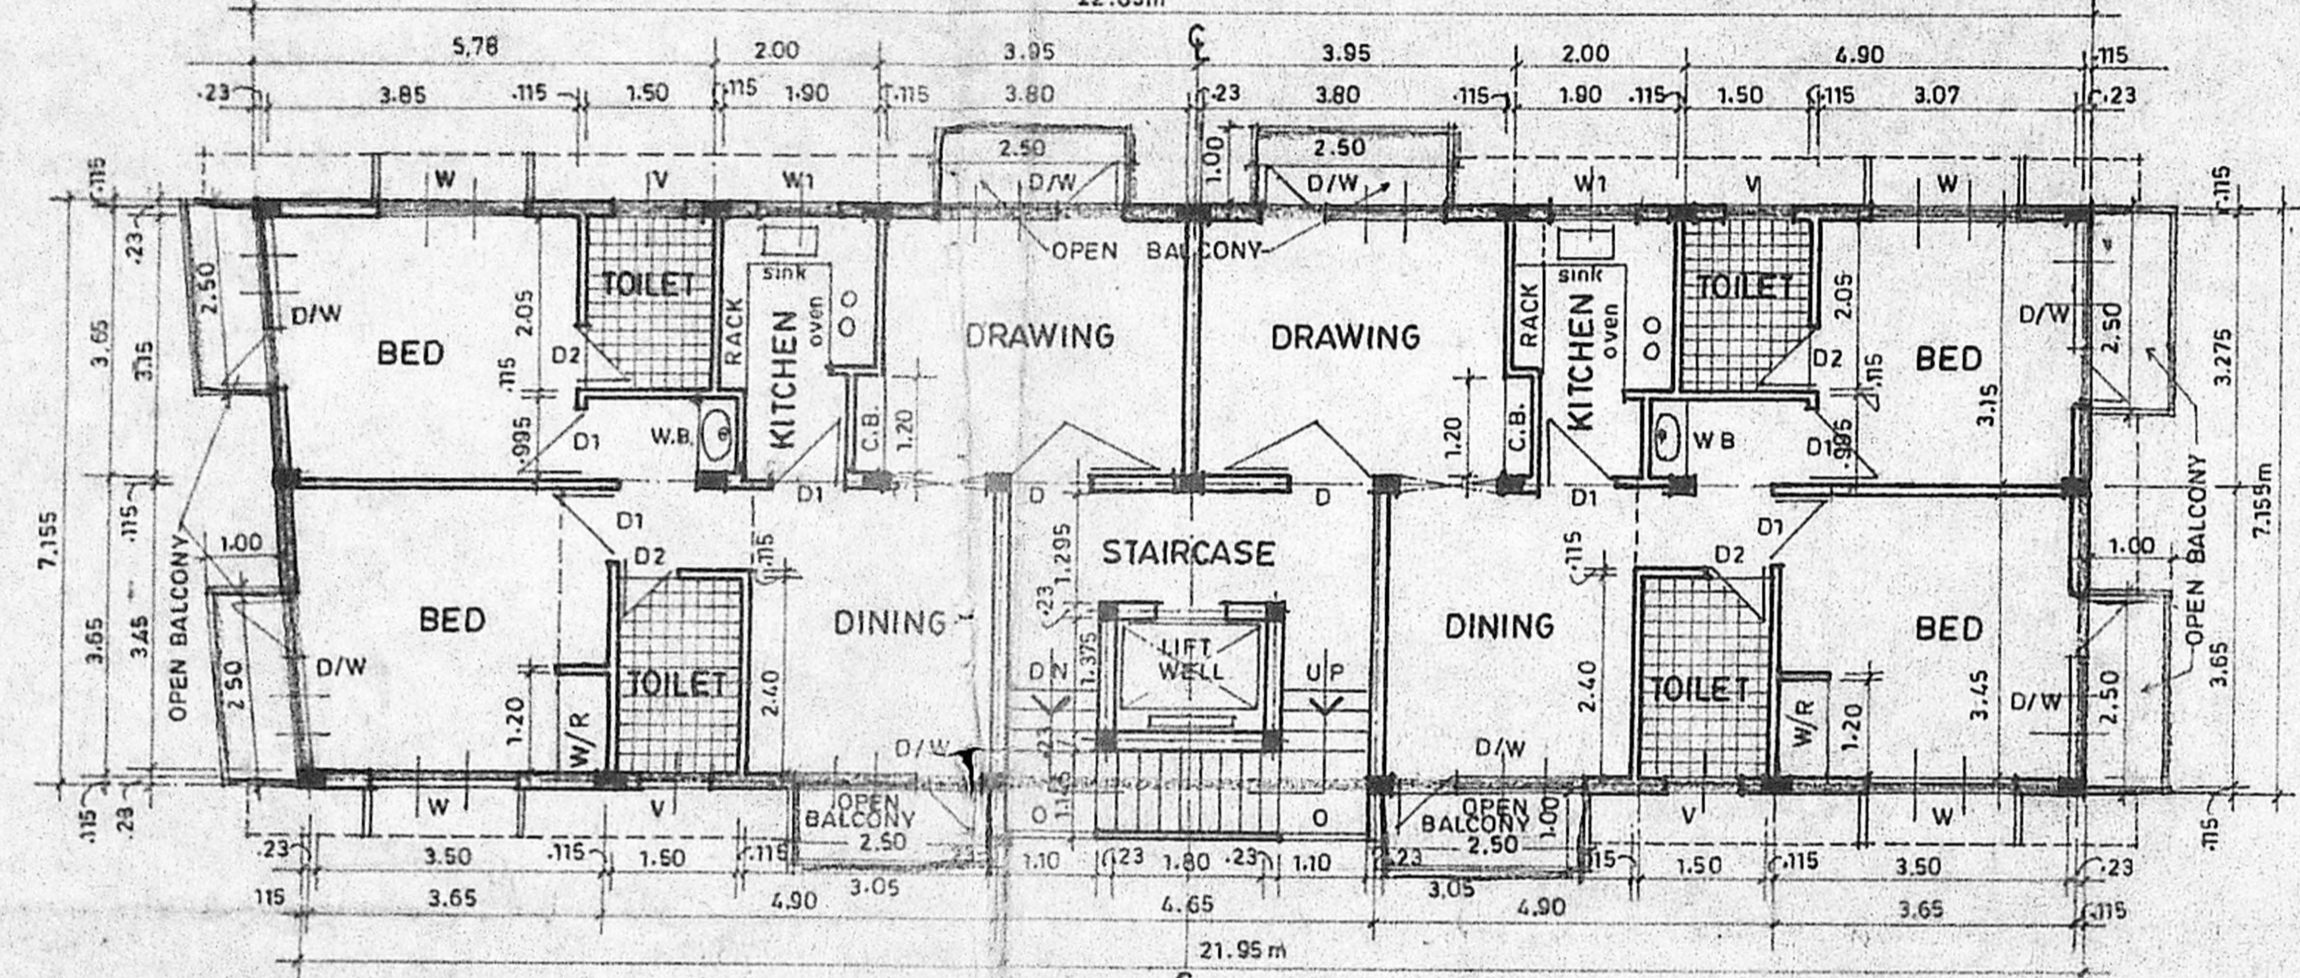 5.78 2.00 3.95 ℄ 3.95 2.00 4.90 .115
.23 3.85 .115 1.50 .115 1.90 .115 3.80 .23 3.80 .115 1.90 .115 1.50 .115 3.07 .23
2.50 1.00 2.50
.115 W V W1 D/W D/W W1 V W .115
.23 OPEN BALCONY
2.50 TOILET sink sink TOILET
D/W 2.05 RACK oven RACK oven 2.05 D/W 2.50
3.65 3.15 BED D2 KITCHEN DRAWING DRAWING KITCHEN D2 BED 3.275
.115 .115 3.15
.995 D1 W.B. C.B. 1.20 1.20 C.B. WB D1 .995
D1 D D D1
7.155 .115 D1 D1 7.155m
OPEN BALCONY 1.00 D2 .115 1.295 STAIRCASE .115 D2 1.00 OPEN BALCONY
3.65 3.45 BED DINING .23 DINING BED 3.65
D/W 1.375 LIFT
2.50 TOILET 2.40 DN WELL UP 2.40 TOILET 3.45 D/W 2.50
1.20 W/R W/R 1.20
D/W .23 D/W
.115 .23 W V OPEN O O OPEN 1.00 V W .115
BALCONY BALCONY
2.50 2.50
.23 3.50 .115 1.50 .115 1.10 .23 1.80 .23 1.10 .23 1.50 .115 3.50 .23
3.05 3.05
115 3.65 4.90 4.65 4.90 3.65 .115
21.95 m